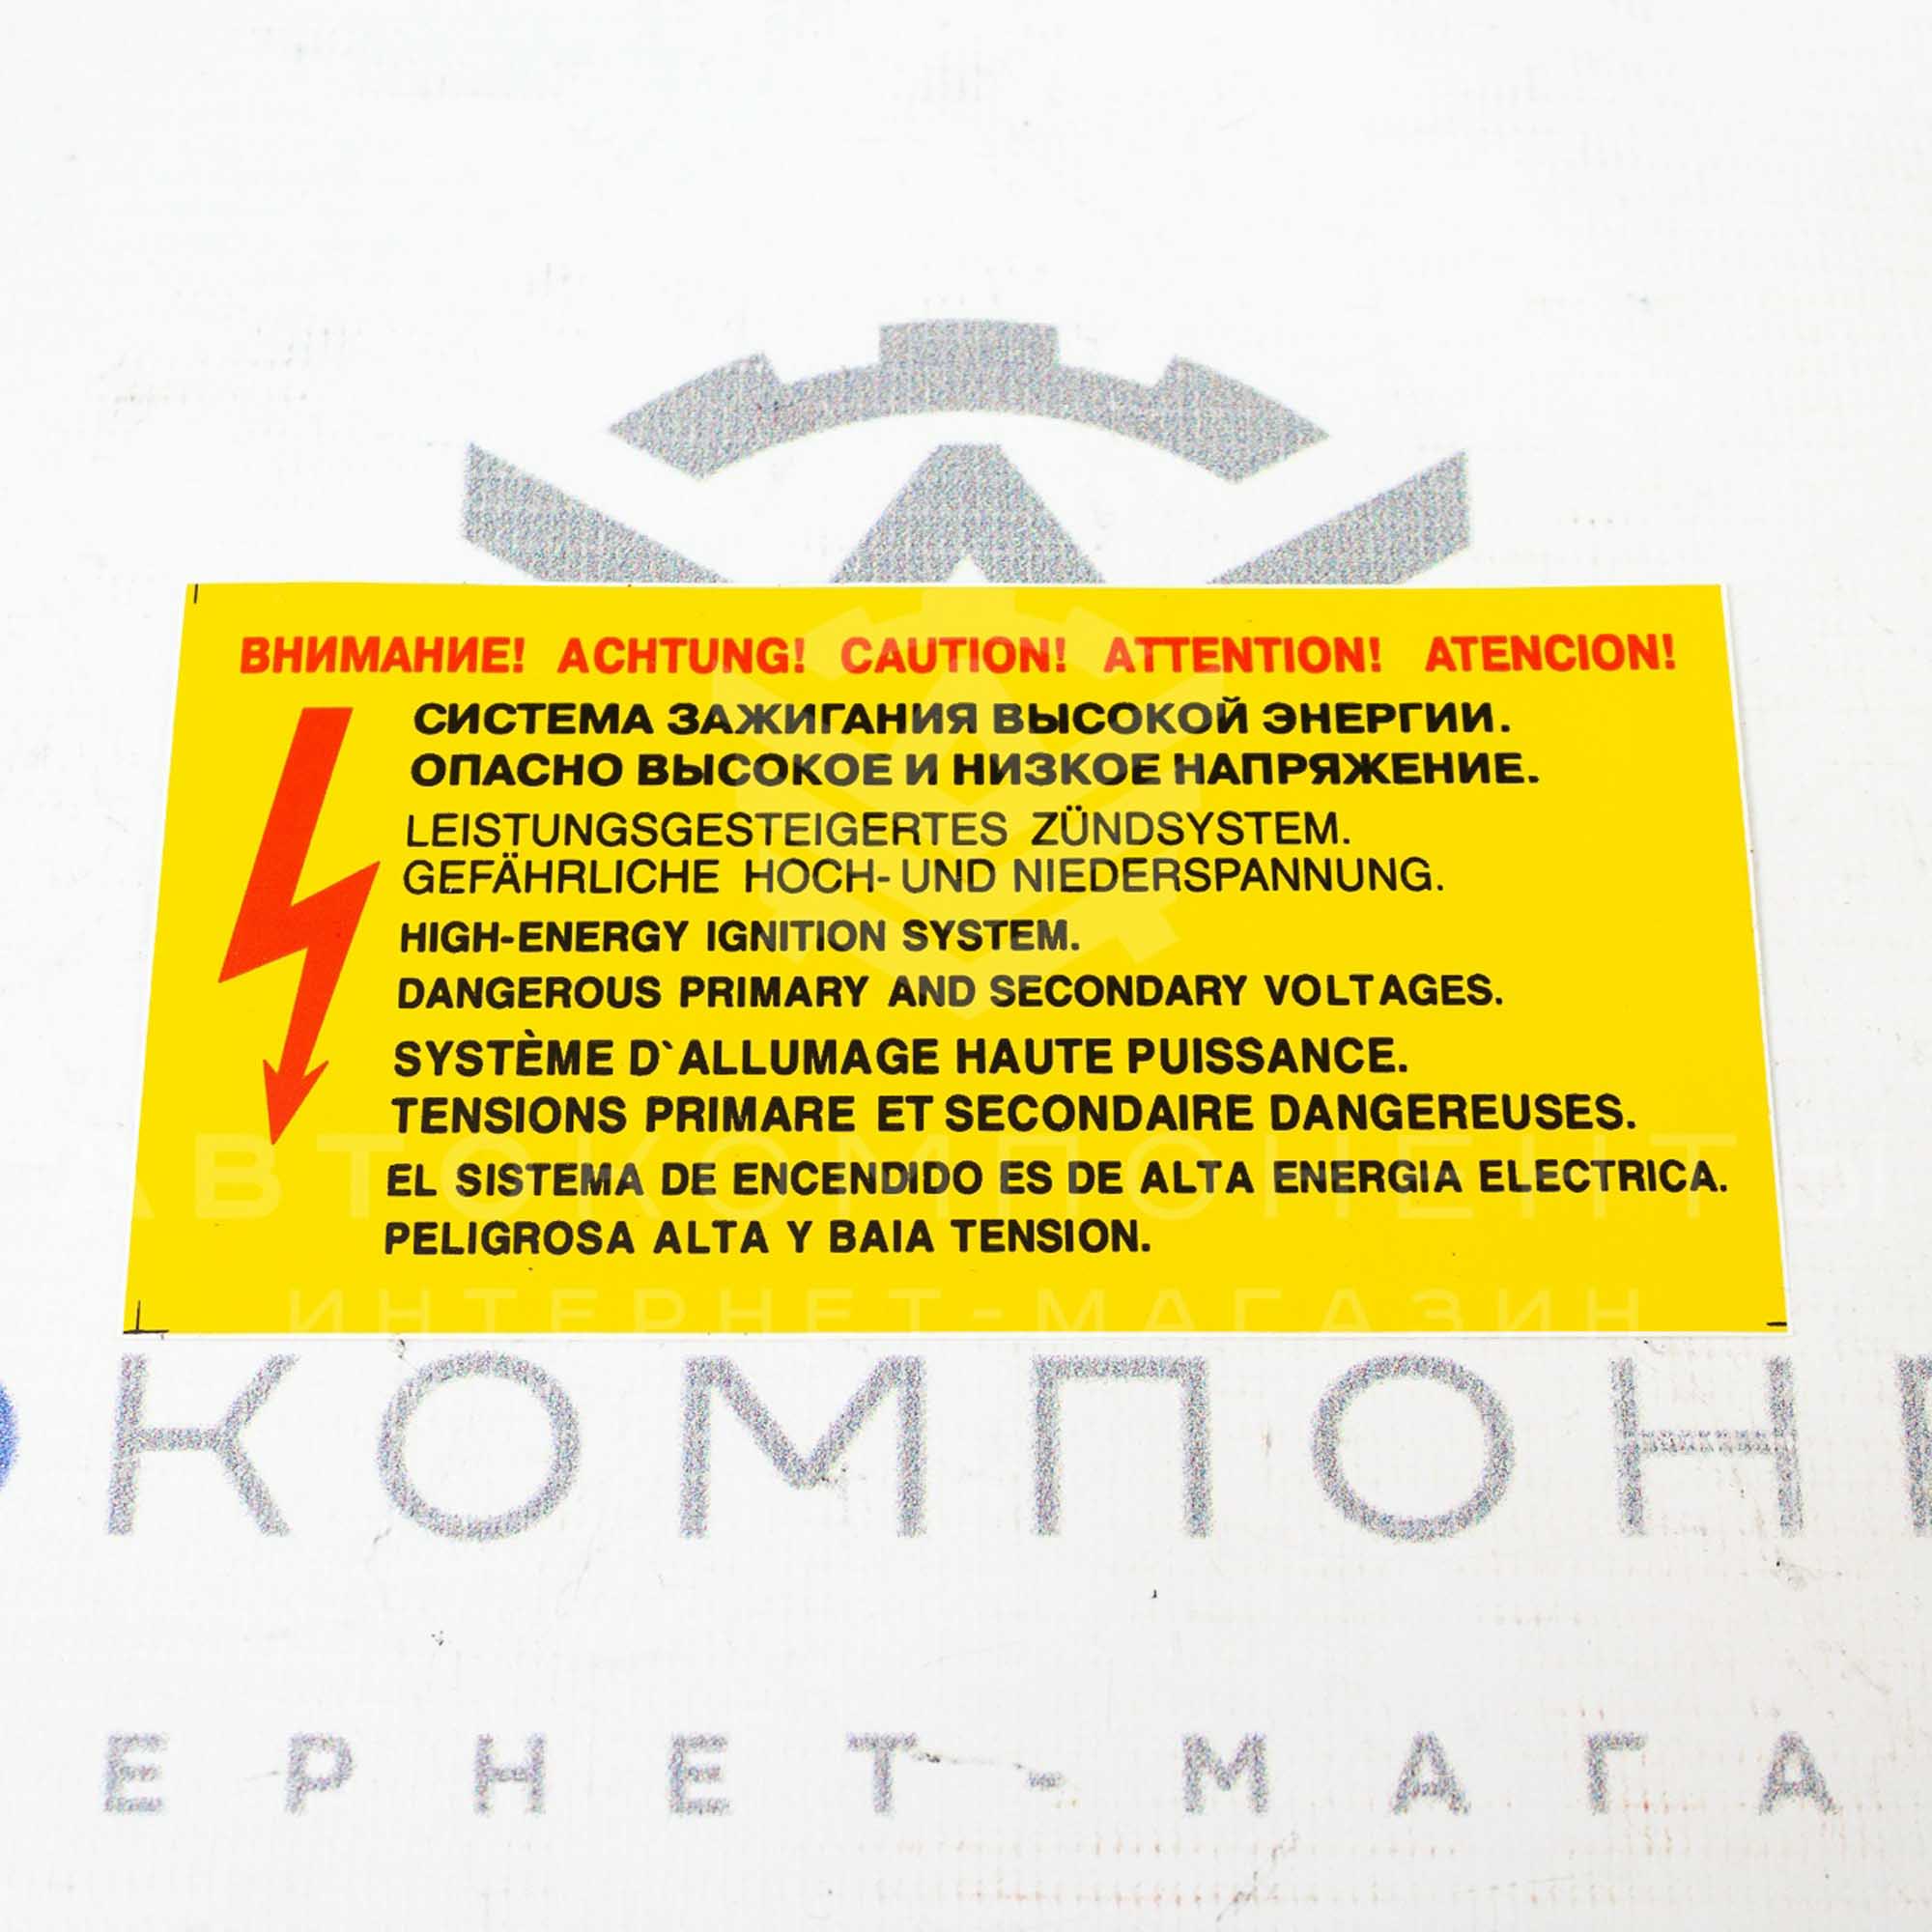 ВНИМАНИЕ! ACHTUNG! CAUTION! ATTENTION! ATENCION!
СИСТЕМА ЗАЖИГАНИЯ ВЫСОКОЙ ЭНЕРГИИ.
ОПАСНО ВЫСОКОЕ И НИЗКОЕ НАПРЯЖЕНИЕ.
LEISTUNGSGESTEIGERTES ZÜNDSYSTEM.
GEFÄHRLICHE HOCH- UND NIEDERSPANNUNG.
HIGH-ENERGY IGNITION SYSTEM.
DANGEROUS PRIMARY AND SECONDARY VOLTAGES.
SYSTÈME D`ALLUMAGE HAUTE PUISSANCE.
TENSIONS PRIMARE ET SECONDAIRE DANGEREUSES.
EL SISTEMA DE ENCENDIDO ES DE ALTA ENERGIA ELECTRICA.
PELIGROSA ALTA Y BAIA TENSION.
АВТОКОМПОНЕНТЫ
ИНТЕРНЕТ-МАГАЗИН
КОМПОН
ЕРНЕТ-МАГА